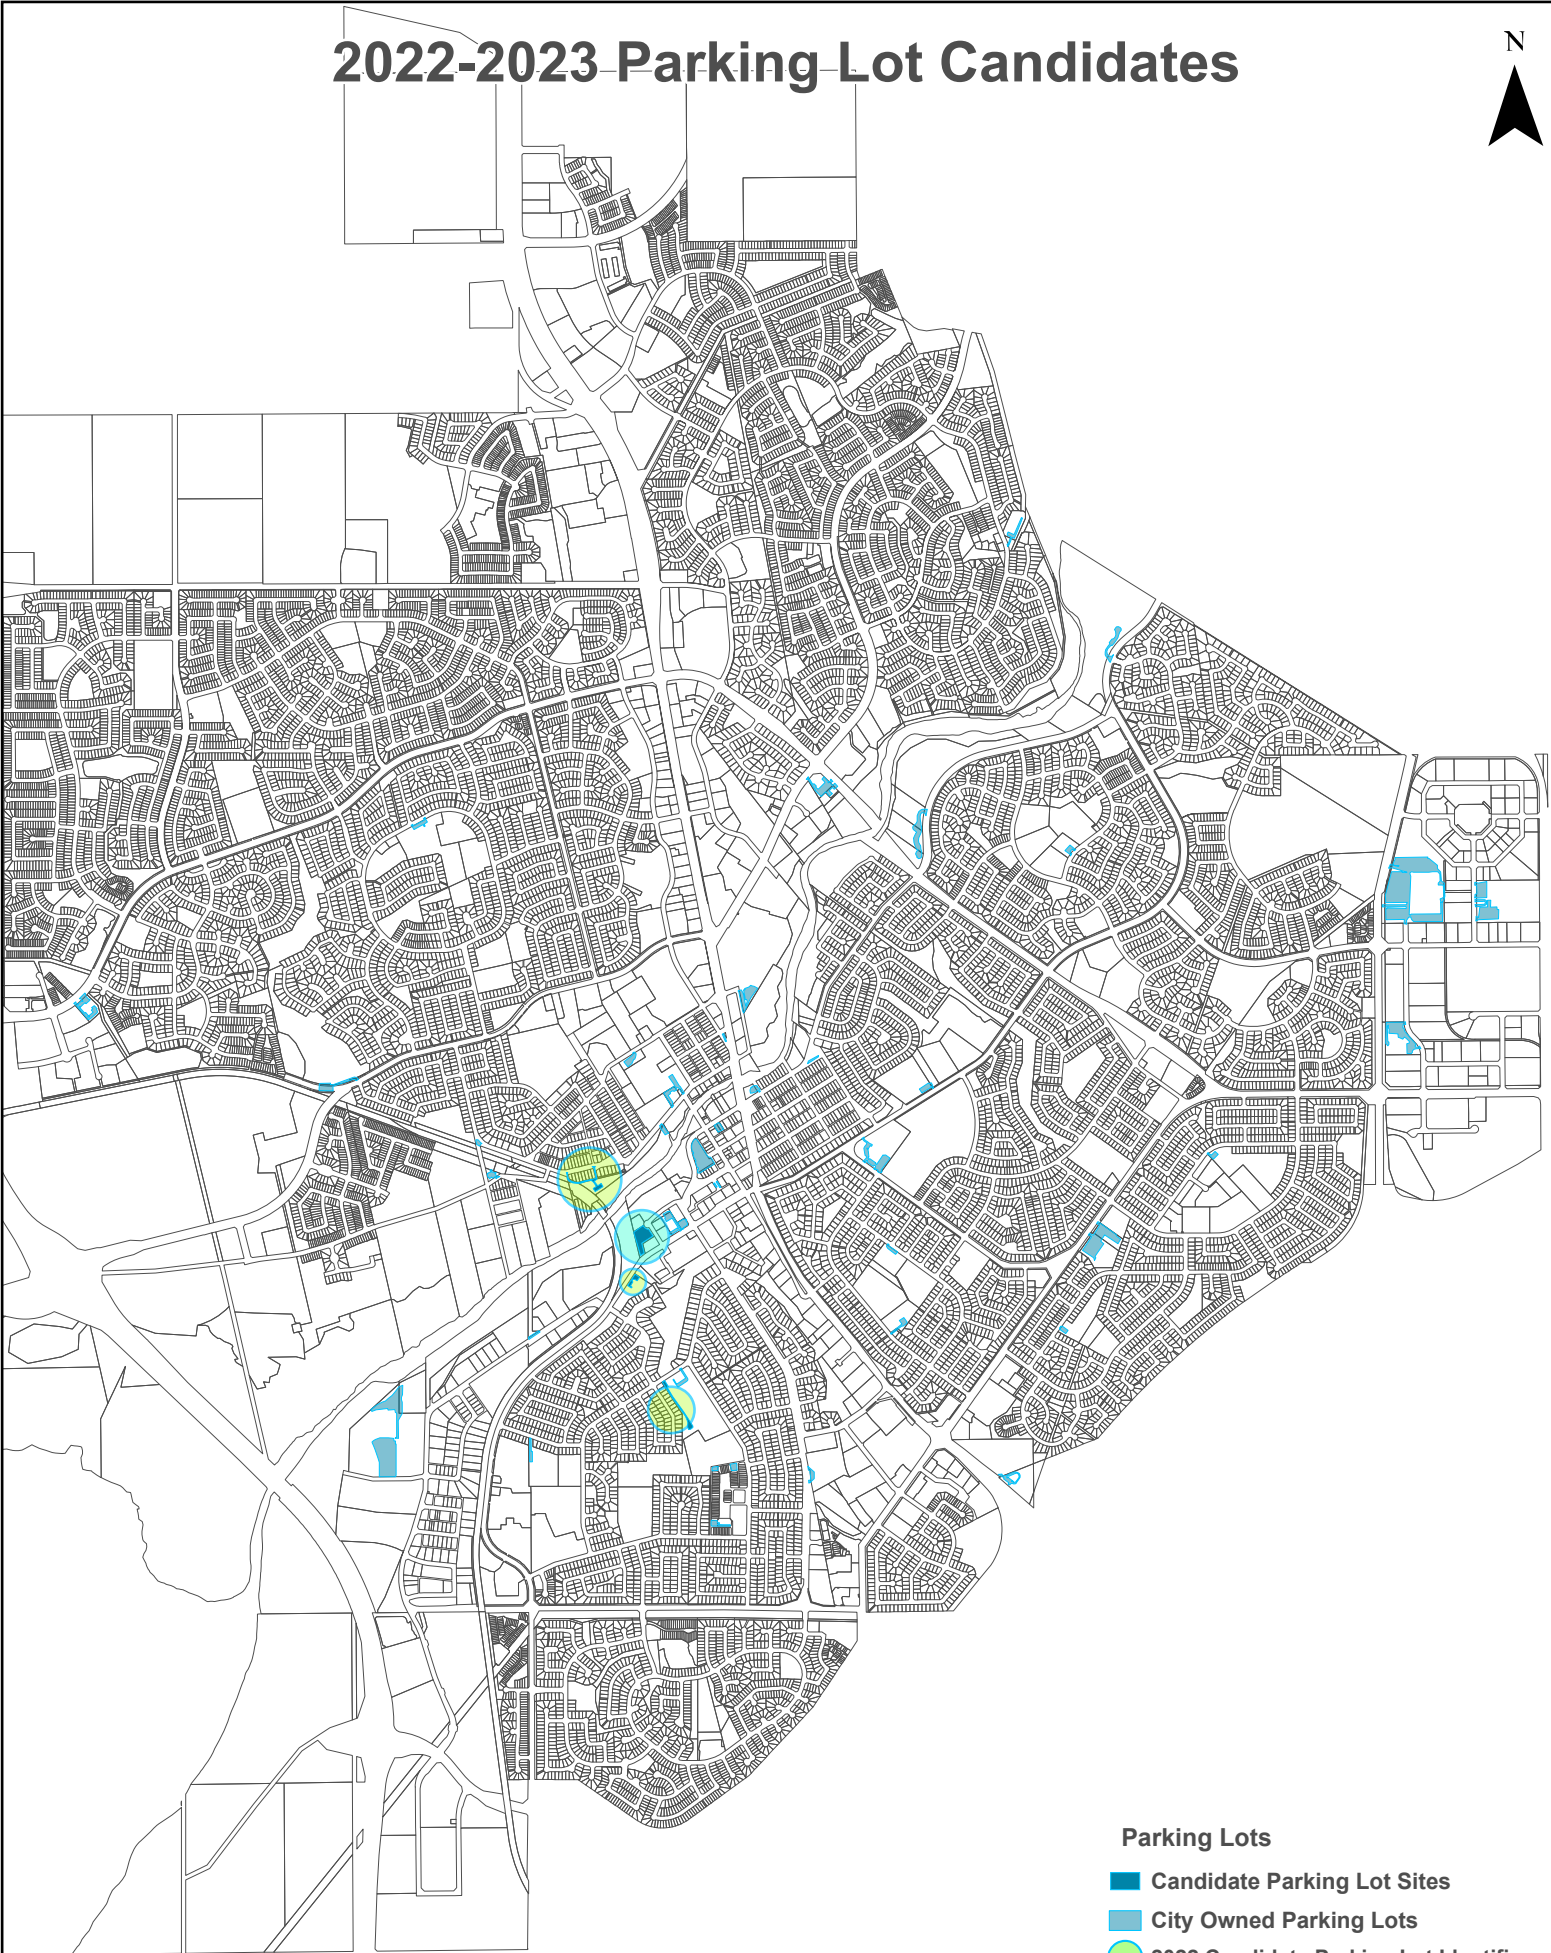 2022-2023 Parking Lot Candidates
N
Parking Lots
Candidate Parking Lot Sites
City Owned Parking Lots